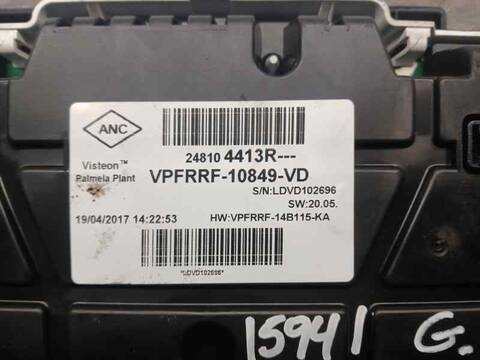 ANC
24810 4413R---
Visteon™
Palmela Plant
VPFRRF-10849-VD
S/N:LDVD102696
SW:20.05.
19/04/2017 14:22:53
HW:VPFRRF-14B115-KA
*LDVD102696*
15941 G.